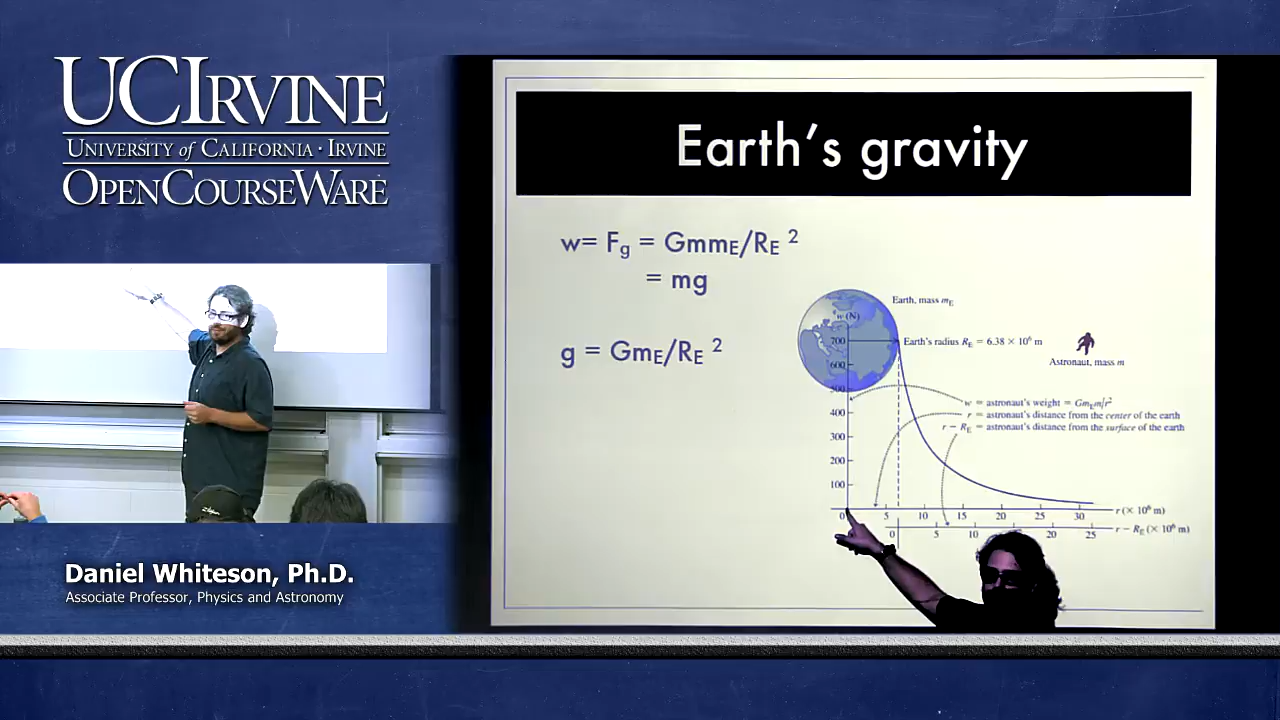 UCIRVINE
UNIVERSITY of CALIFORNIA · IRVINE
OPENCOURSEWARE
Earth's gravity
w= Fg = GmmE/RE 2
= mg
g = GmE/RE 2
Earth, mass mE
w (N)
700
Earth's radius RE = 6.38 × 10⁶ m
600
Astronaut, mass m
500
w = astronaut's weight = GmEm/r²
400
r = astronaut's distance from the center of the earth
r − RE = astronaut's distance from the surface of the earth
300
200
100
0 5 10 15 20 25 30 r (× 10⁶ m)
0 5 10 20 25 r − RE (× 10⁶ m)
Daniel Whiteson, Ph.D.
Associate Professor, Physics and Astronomy